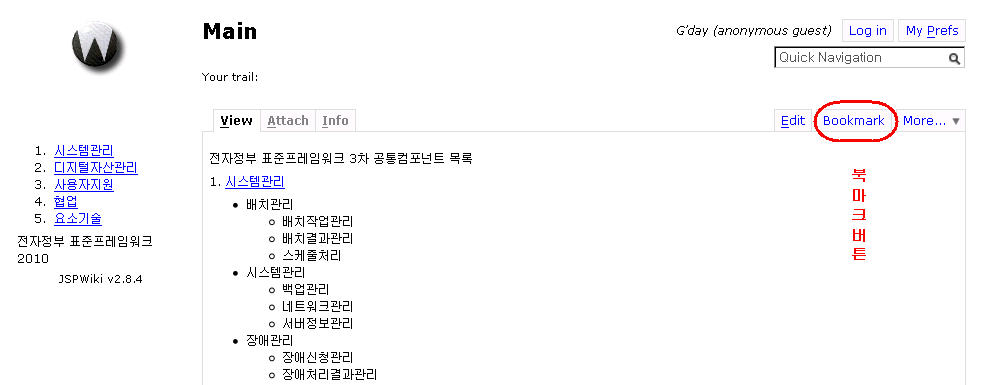 Main
G'day (anonymous guest) Log in My Prefs
Quick Navigation
Your trail:
View Attach Info Edit Bookmark More... ▼
1. 시스템관리
2. 디지털자산관리
3. 사용자지원
4. 협업
5. 요소기술
전자정부 표준프레임워크
2010
JSPWiki v2.8.4
전자정부 표준프레임워크 3차 공통컴포넌트 목록
1. 시스템관리
• 배치관리
◦ 배치작업관리
◦ 배치결과관리
◦ 스케줄처리
• 시스템관리
◦ 백업관리
◦ 네트워크관리
◦ 서버정보관리
• 장애관리
◦ 장애신청관리
◦ 장애처리결과관리
북
마
크
버
튼